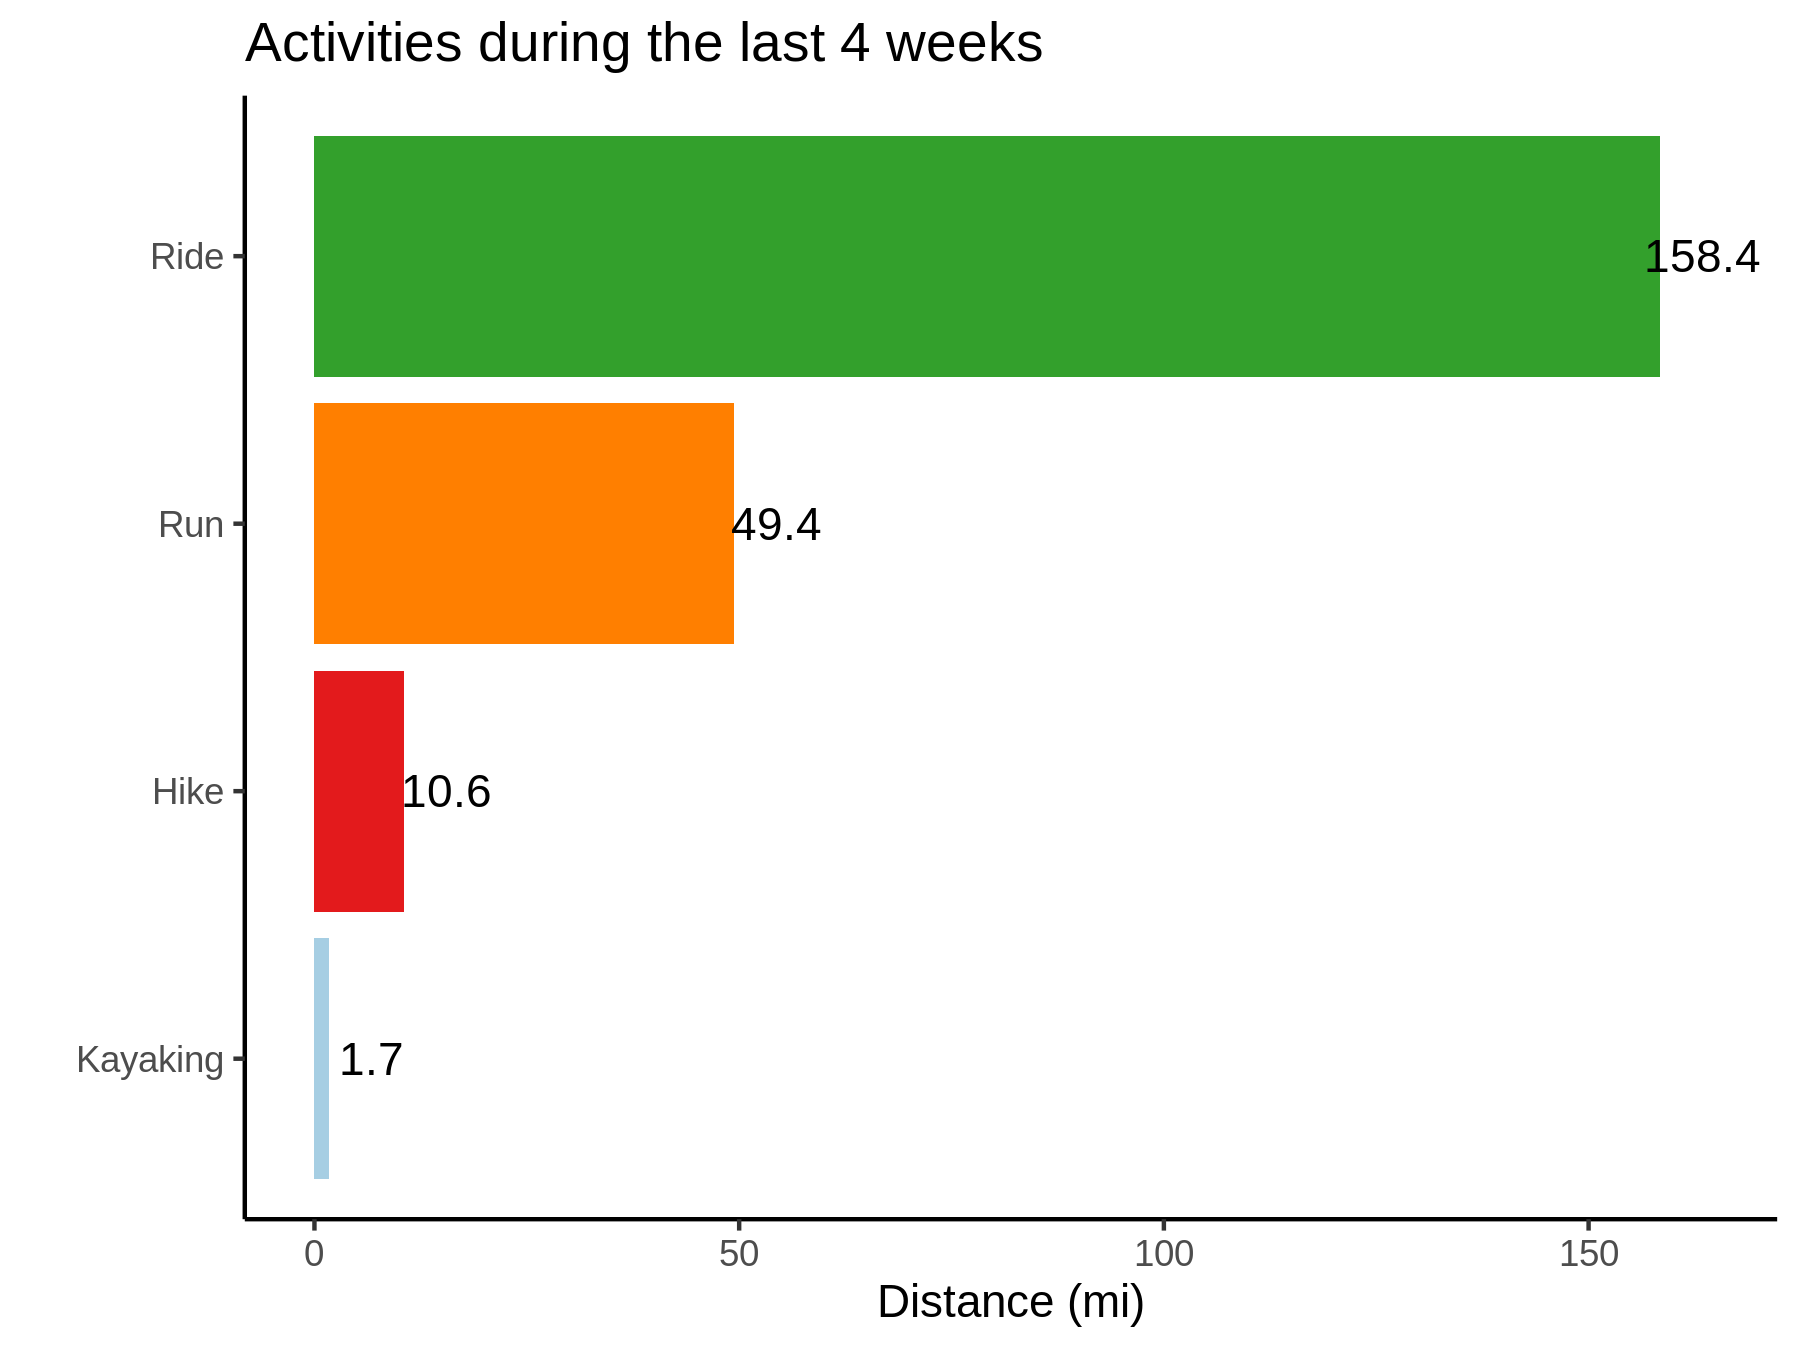 Activities during the last 4 weeks
Ride 158.4
Run 49.4
Hike 10.6
Kayaking 1.7
0 50 100 150
Distance (mi)